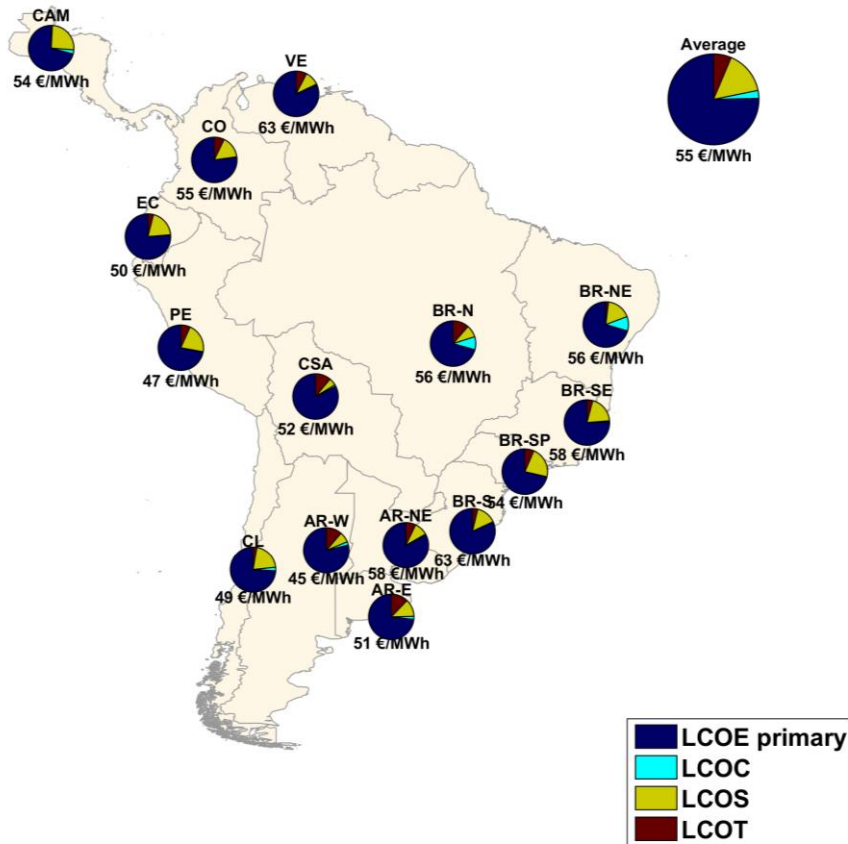 CAM
54 €/MWh
VE
63 €/MWh
Average
55 €/MWh
CO
55 €/MWh
EC
50 €/MWh
PE
47 €/MWh
BR-N
56 €/MWh
BR-NE
56 €/MWh
CSA
52 €/MWh
BR-SE
58 €/MWh
BR-SP
54 €/MWh
BR-S
63 €/MWh
AR-NE
58 €/MWh
AR-W
45 €/MWh
CL
49 €/MWh
AR-E
51 €/MWh
LCOE primary
LCOC
LCOS
LCOT